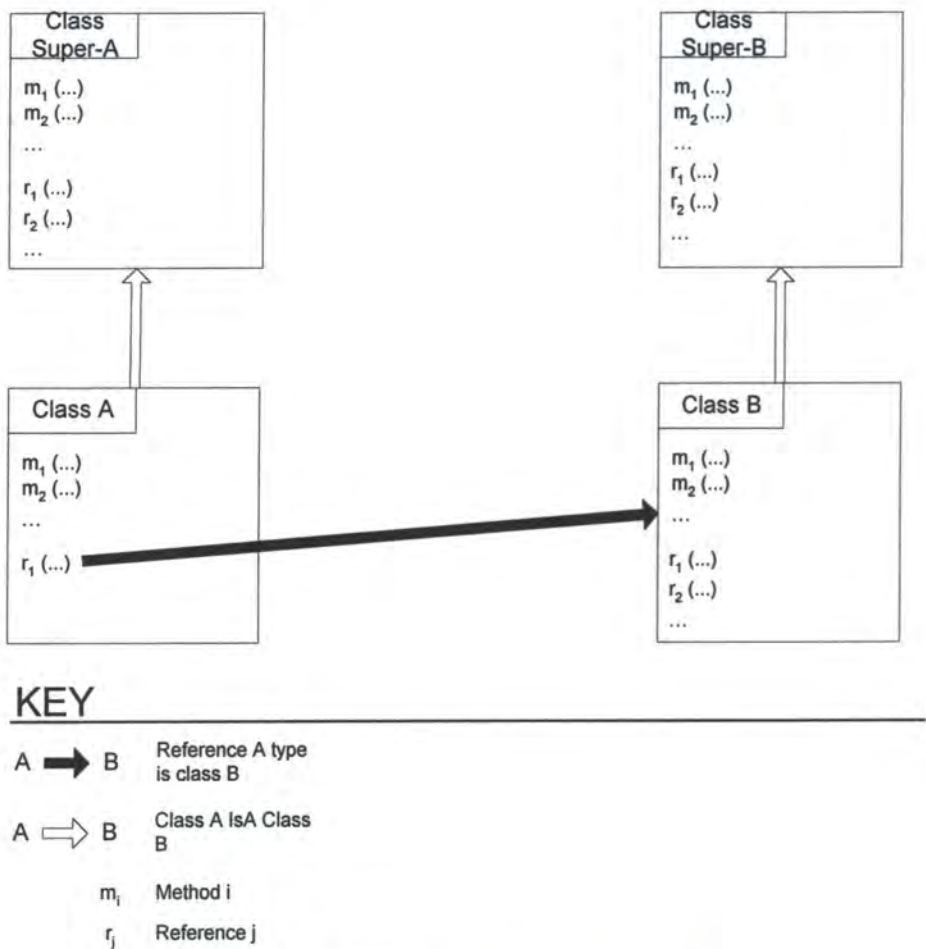 Class
Super-A
m₁ (...)
m₂ (...)
...
r₁ (...)
r₂ (...)
...
Class
Super-B
m₁ (...)
m₂ (...)
...
r₁ (...)
r₂ (...)
...
Class A
m₁ (...)
m₂ (...)
...
r₁ (...)
Class B
m₁ (...)
m₂ (...)
...
r₁ (...)
r₂ (...)
...
KEY
A B Reference A type
is class B
A B Class A IsA Class
B
mᵢ Method i
rⱼ Reference j